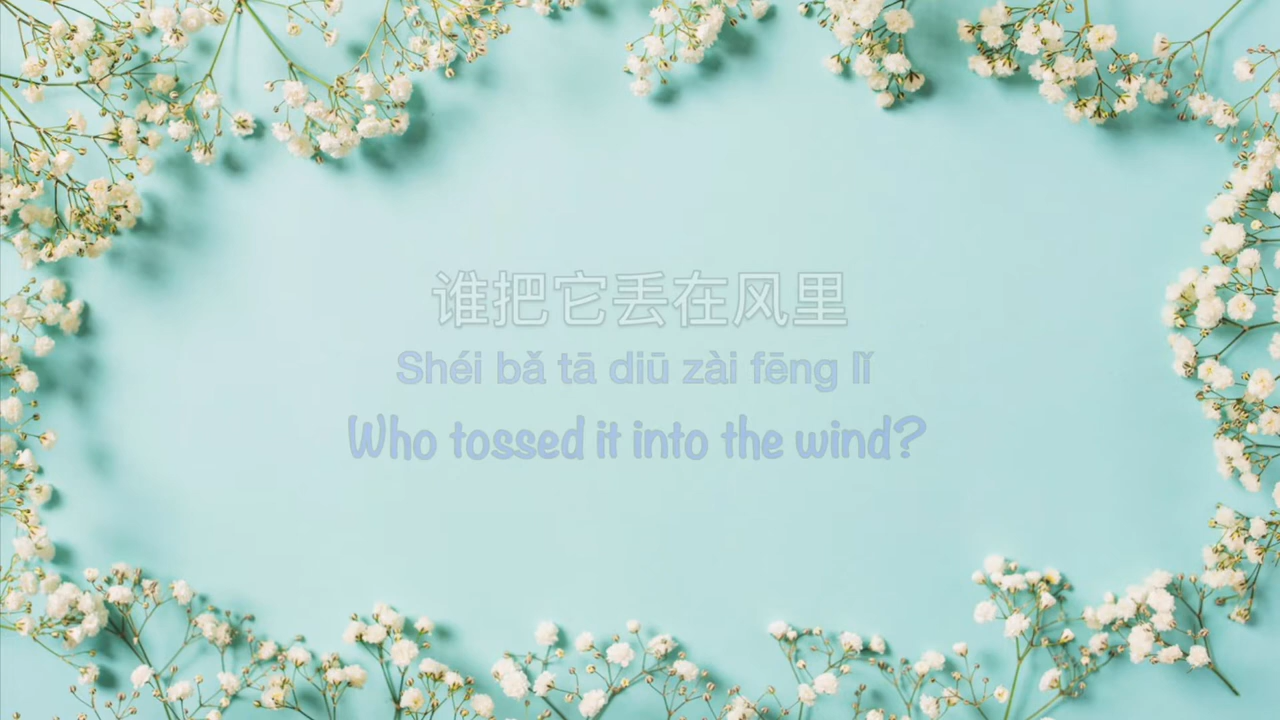 谁把它丢在风里
Shéi bǎ tā diū zài fēng lǐ
Who tossed it into the wind?